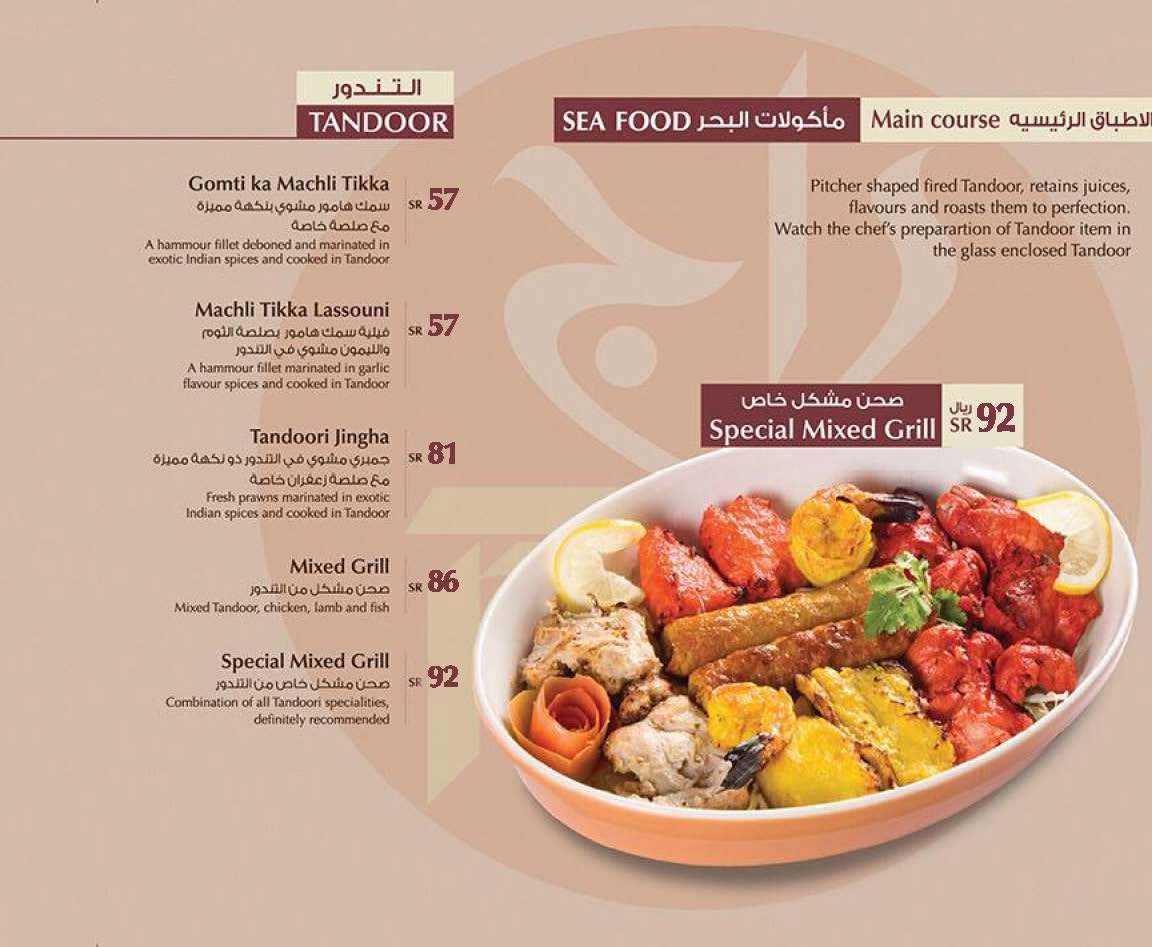 التندور
TANDOOR
Gomti ka Machli Tikka
سمك هامور مشوي بنكهة مميزة
مع صلصة خاصة
A hammour fillet deboned and marinated in
exotic Indian spices and cooked in Tandoor
SR 57
Machli Tikka Lassouni
فيلية سمك هامور بصلصة الثوم
والليمون مشوي في التندور
A hammour fillet marinated in garlic
flavour spices and cooked in Tandoor
SR 57
Tandoori Jingha
جمبري مشوي في التندور ذو نكهة مميزة
مع صلصة زعفران خاصة
Fresh prawns marinated in exotic
Indian spices and cooked in Tandoor
SR 81
Mixed Grill
صحن مشكل من التندور
Mixed Tandoor, chicken, lamb and fish
SR 86
Special Mixed Grill
صحن مشكل خاص من التندور
Combination of all Tandoori specialities,
definitely recommended
SR 92
SEA FOOD مأكولات البحر
Main course الاطباق الرئيسيه
Pitcher shaped fired Tandoor, retains juices,
flavours and roasts them to perfection.
Watch the chef's preparartion of Tandoor item in
the glass enclosed Tandoor
صحن مشكل خاص
Special Mixed Grill
ريال
SR 92
تاج